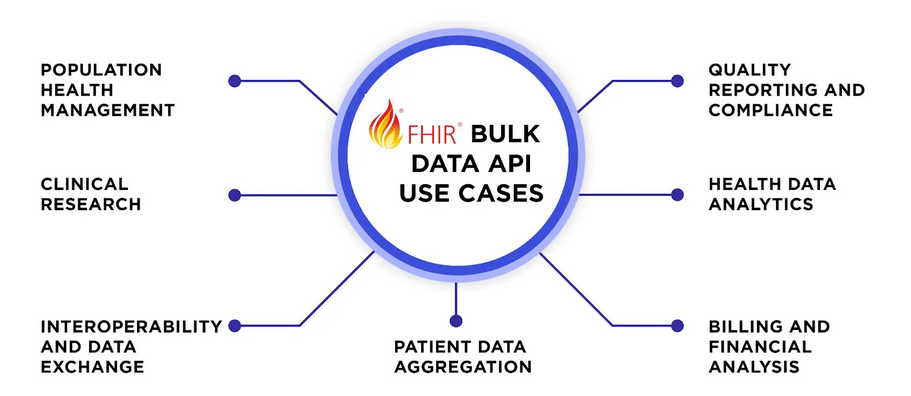 FHIR® BULK
DATA API
USE CASES
POPULATION
HEALTH
MANAGEMENT
CLINICAL
RESEARCH
INTEROPERABILITY
AND DATA
EXCHANGE
PATIENT DATA
AGGREGATION
QUALITY
REPORTING AND
COMPLIANCE
HEALTH DATA
ANALYTICS
BILLING AND
FINANCIAL
ANALYSIS